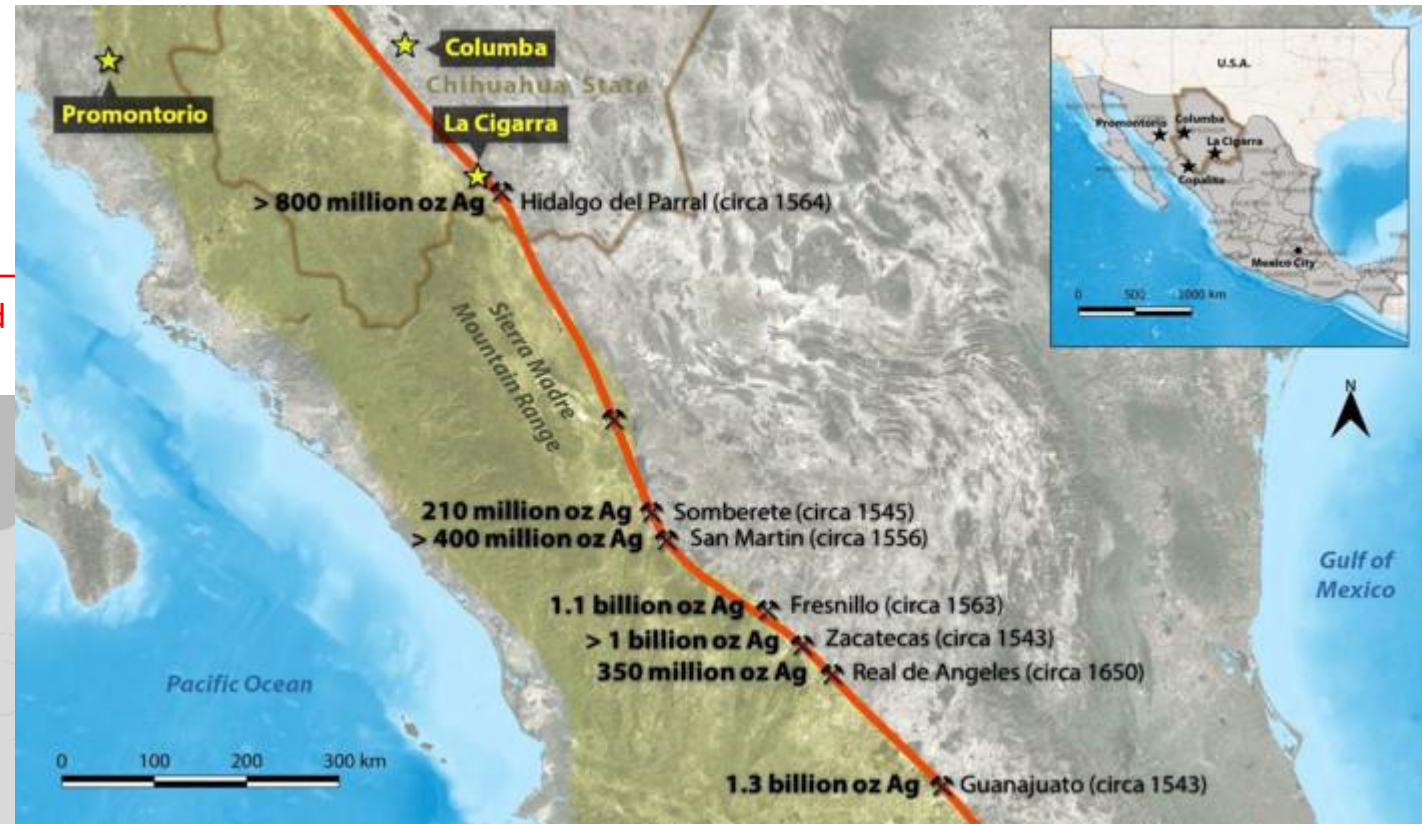 Columba
Chihuahua State
Promontorio
La Cigarra
> 800 million oz Ag Hidalgo del Parral (circa 1564)
Sierra Madre
Mountain Range
210 million oz Ag Somberete (circa 1545)
> 400 million oz Ag San Martin (circa 1556)
1.1 billion oz Ag Fresnillo (circa 1563)
> 1 billion oz Ag Zacatecas (circa 1543)
350 million oz Ag Real de Angeles (circa 1650)
1.3 billion oz Ag Guanajuato (circa 1543)
Pacific Ocean
0 100 200 300 km
Gulf of
Mexico
N
U.S.A.
Promontorio
Columba
La Cigarra
Copalito
Mexico City
0 500 1000 km
d